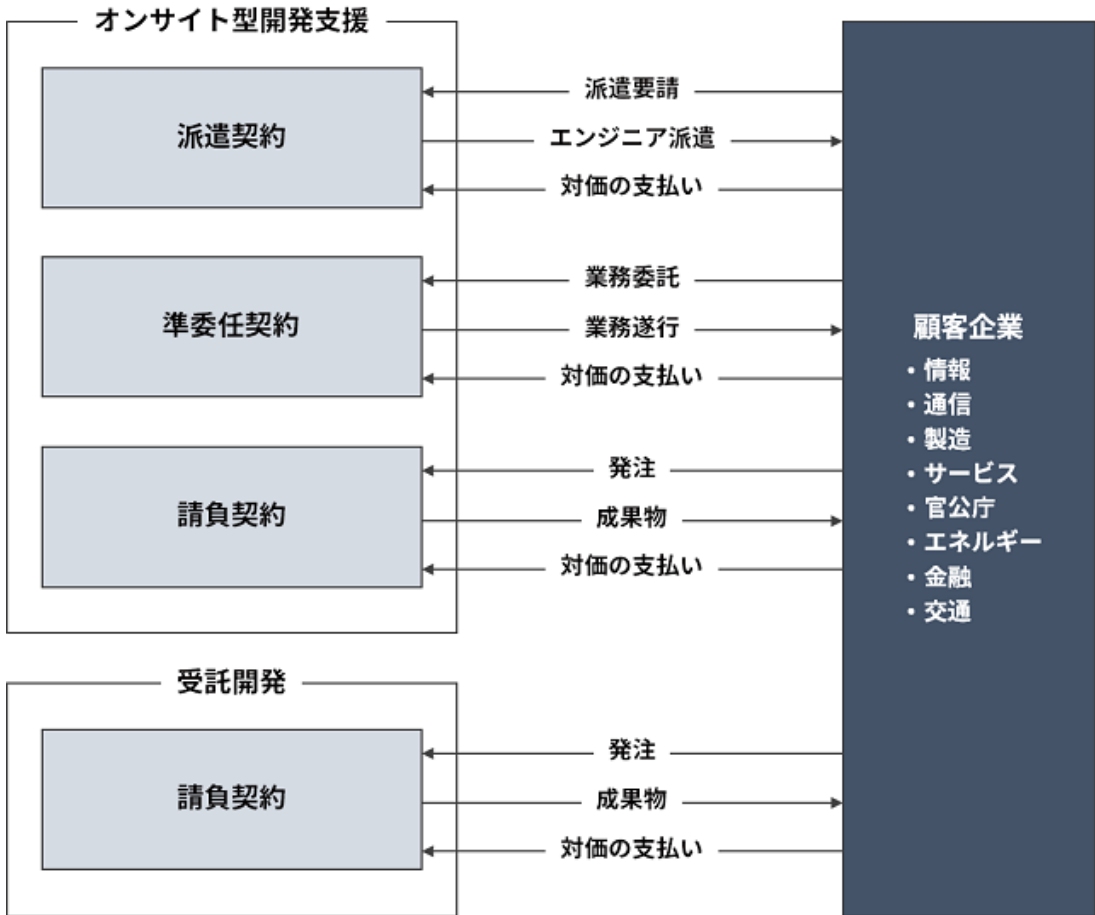 オンサイト型開発支援
派遣契約
派遣要請
エンジニア派遣
対価の支払い
準委任契約
業務委託
業務遂行
対価の支払い
請負契約
発注
成果物
対価の支払い
受託開発
請負契約
発注
成果物
対価の支払い
顧客企業
・情報
・通信
・製造
・サービス
・官公庁
・エネルギー
・金融
・交通